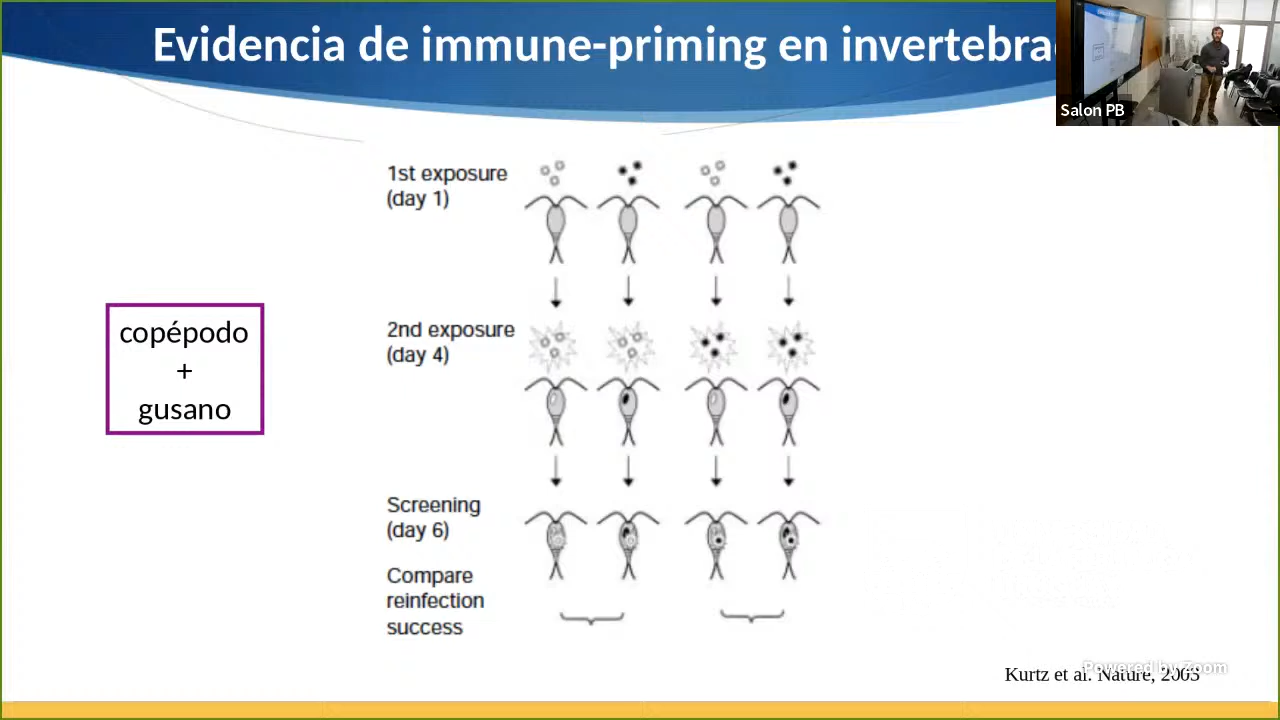 Evidencia de immune-priming en invertebra
Salon PB
1st exposure
(day 1)
2nd exposure
(day 4)
copépodo
+
gusano
Screening
(day 6)
Compare
reinfection
success
Kurtz et al. Nature, 2003
Powered by Zoom